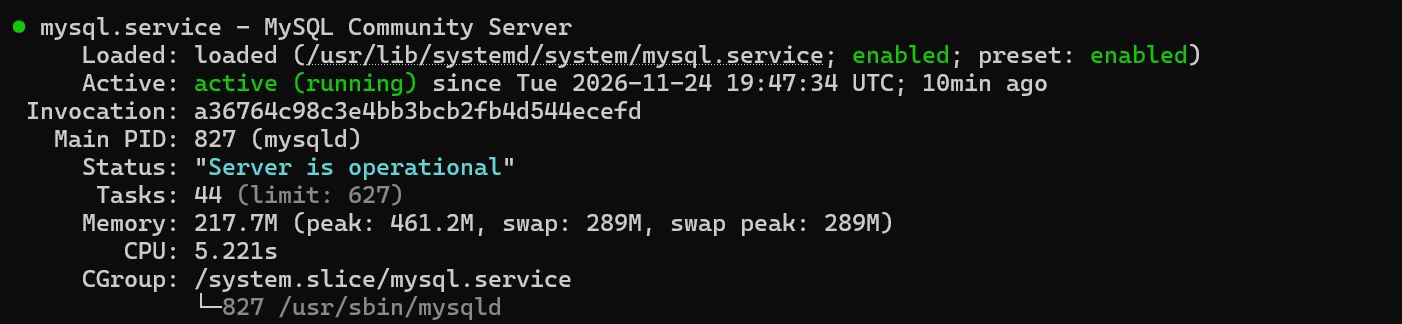 ● mysql.service - MySQL Community Server
Loaded: loaded (/usr/lib/systemd/system/mysql.service; enabled; preset: enabled)
Active: active (running) since Tue 2026-11-24 19:47:34 UTC; 10min ago
Invocation: a36764c98c3e4bb3bcb2fb4d544ecefd
Main PID: 827 (mysqld)
Status: "Server is operational"
Tasks: 44 (limit: 627)
Memory: 217.7M (peak: 461.2M, swap: 289M, swap peak: 289M)
CPU: 5.221s
CGroup: /system.slice/mysql.service
└─827 /usr/sbin/mysqld